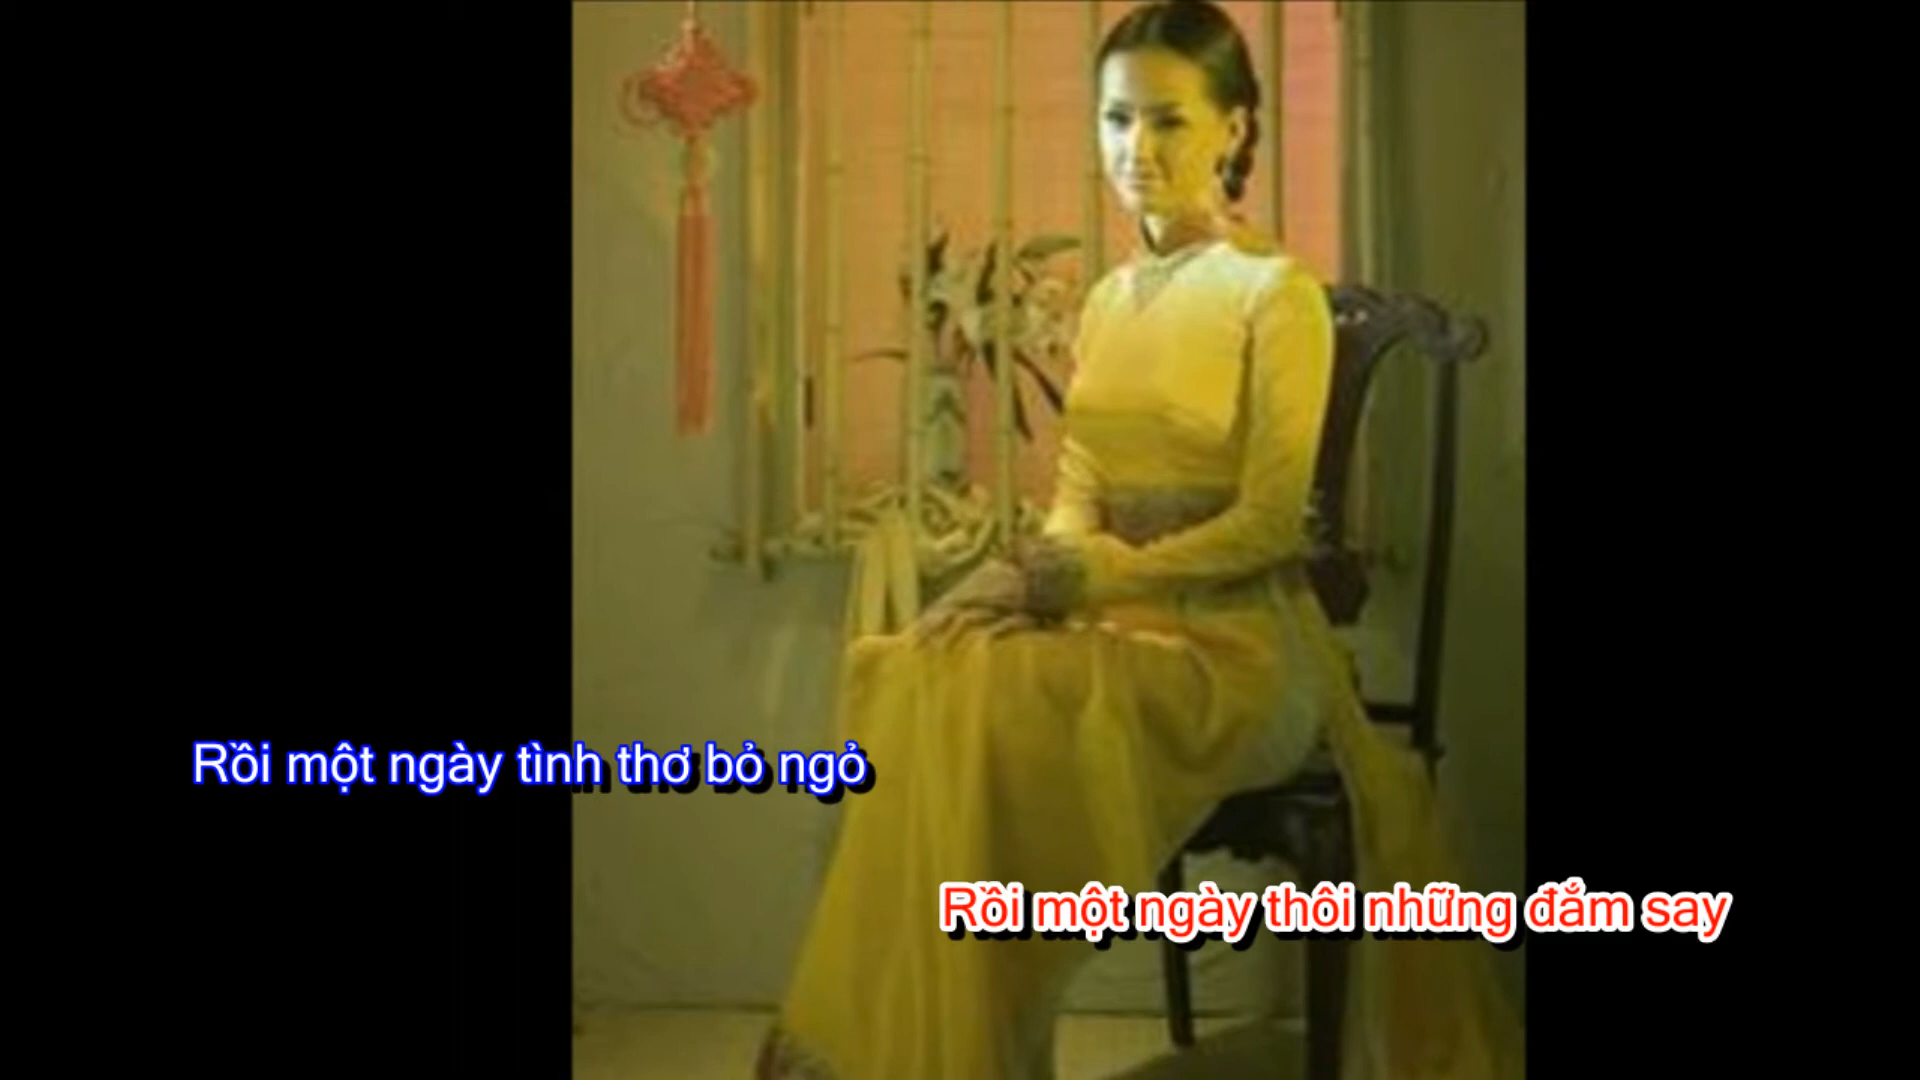 Rồi một ngày tình thơ bỏ ngỏ
Rồi một ngày thôi những đắm say